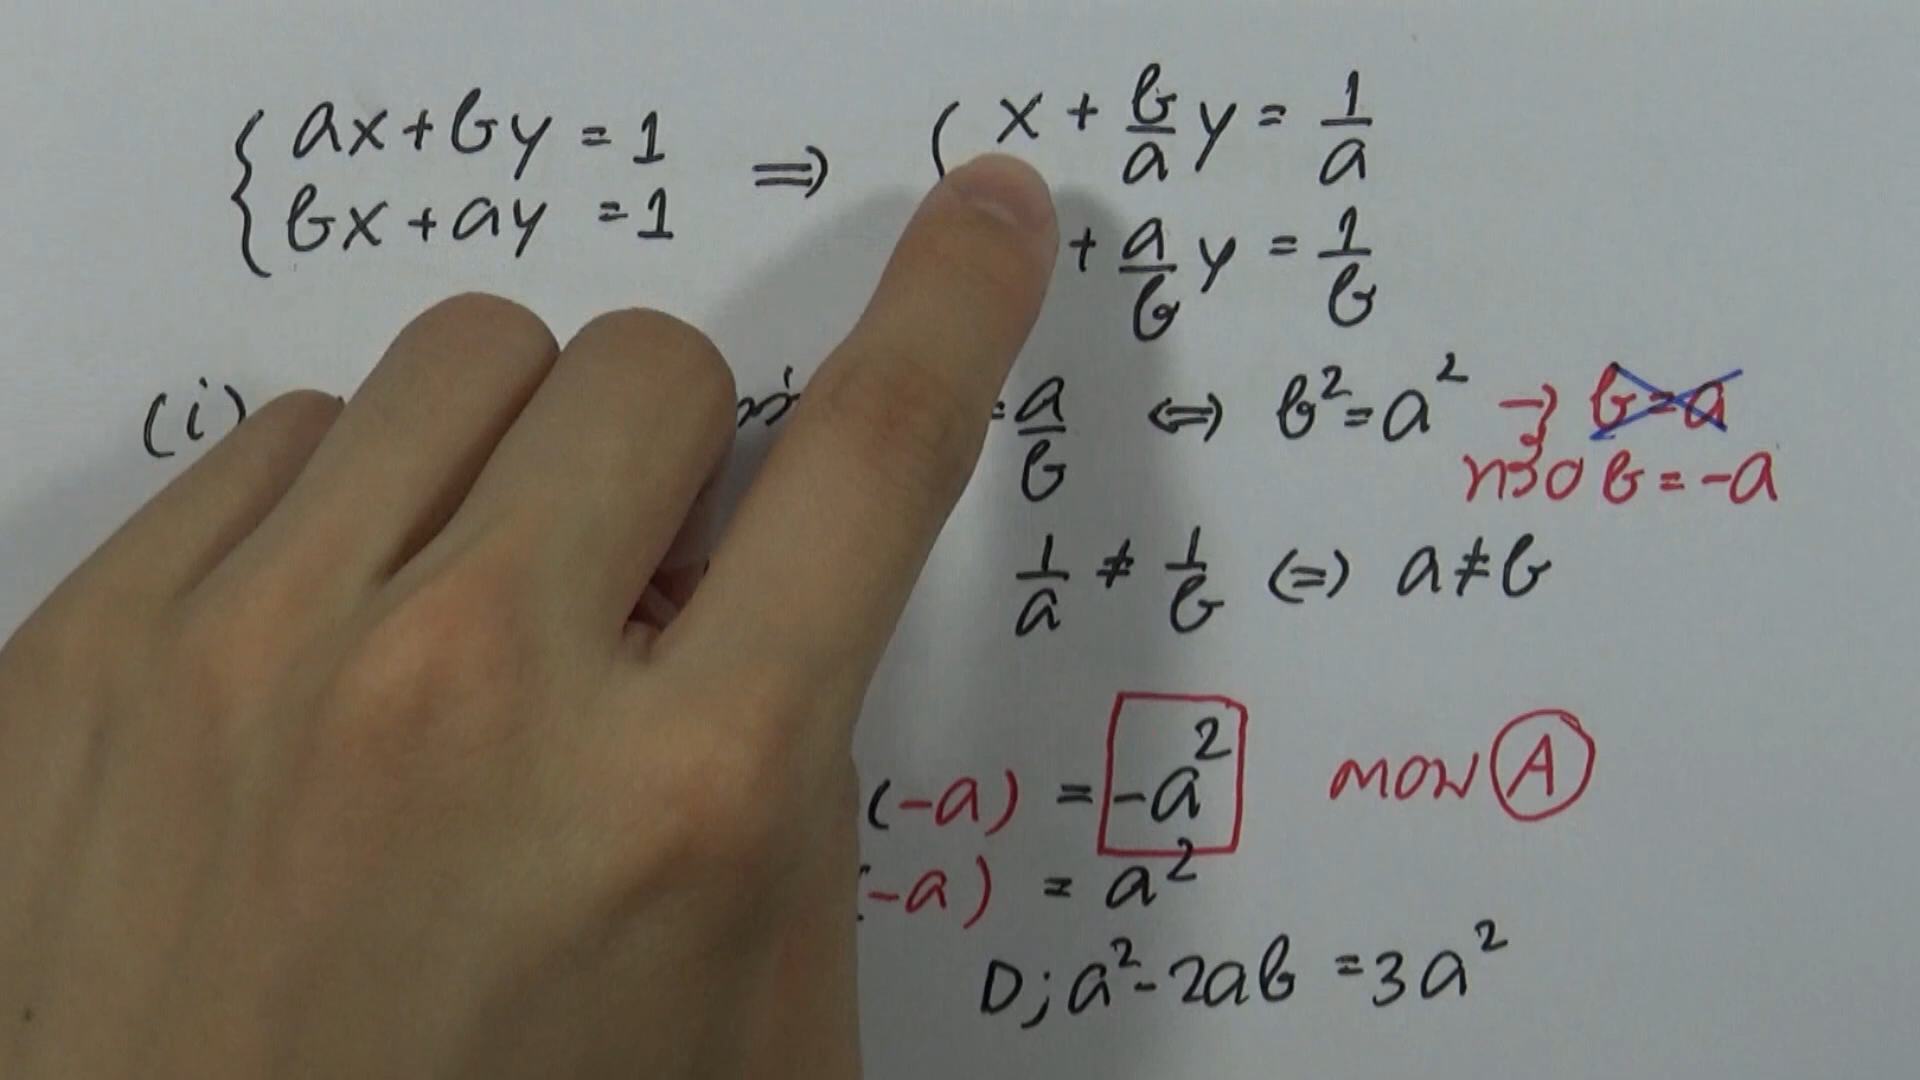 ax + by = 1 ⇒ x + b/a y = 1/a
bx + ay = 1 + a/b y = 1/b
(i) = a/b ⇔ b² = a² → b = a
หรือ b = -a
1/a ≠ 1/b ⇔ a ≠ b
(-a) = -a² ตอบ A
-a) = a²
D; a² - 2ab = 3a²